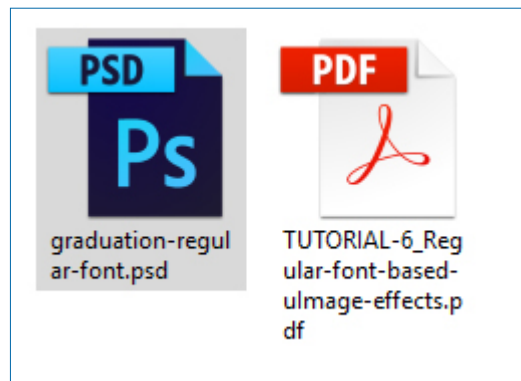 PSD
Ps
graduation-regul
ar-font.psd
PDF
TUTORIAL-6_Reg
ular-font-based-
uImage-effects.p
df